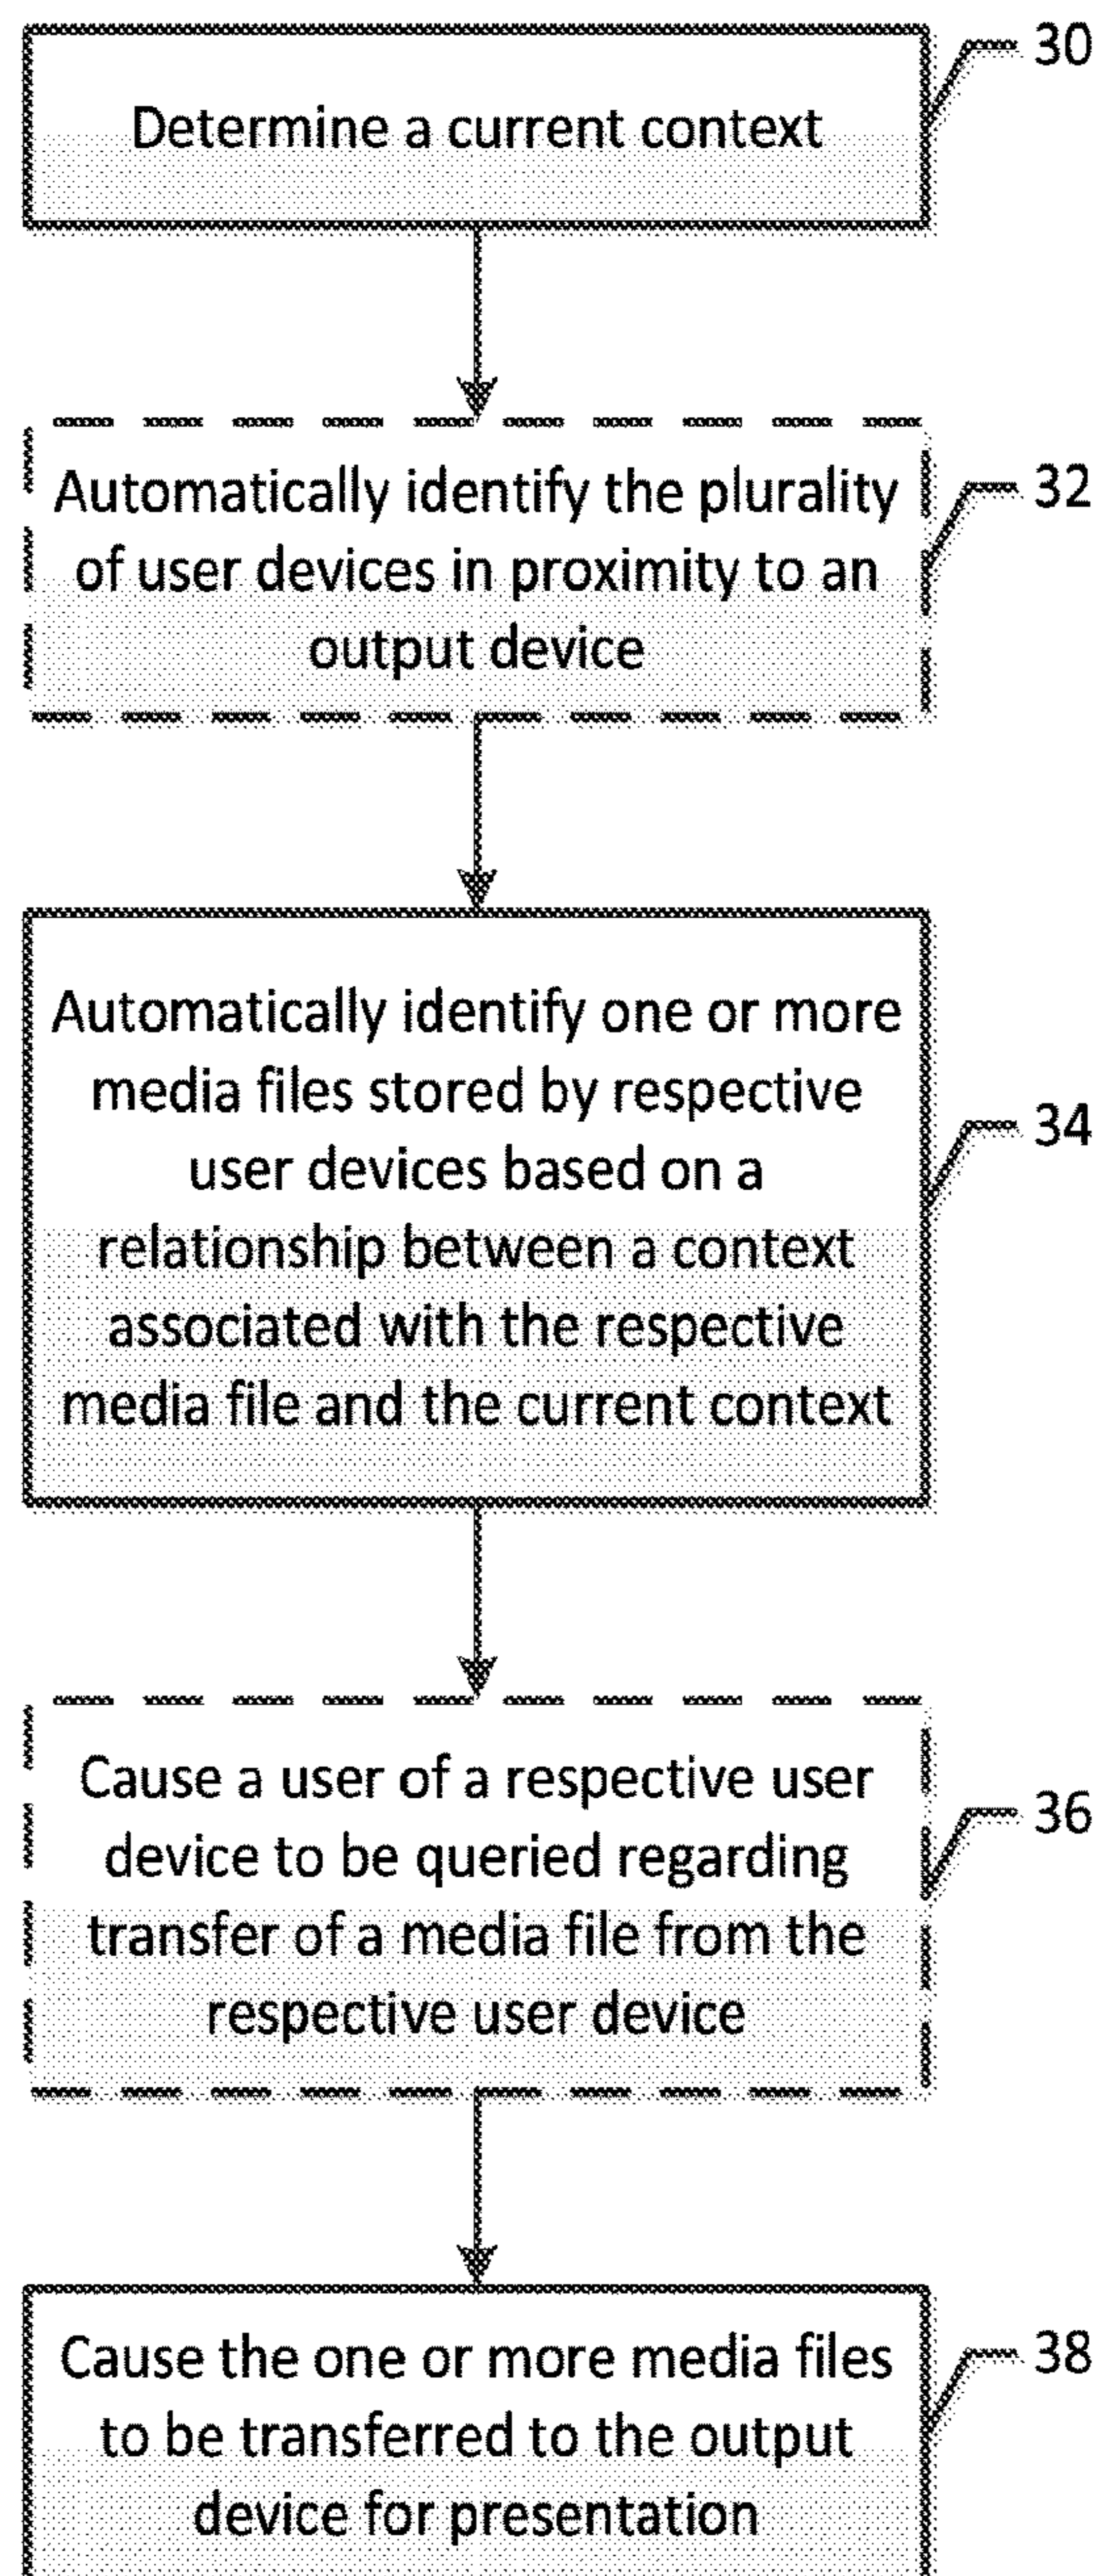 30
Determine a current context
32
Automatically identify the plurality
of user devices in proximity to an
output device
34
Automatically identify one or more
media files stored by respective
user devices based on a
relationship between a context
associated with the respective
media file and the current context
36
Cause a user of a respective user
device to be queried regarding
transfer of a media file from the
respective user device
38
Cause the one or more media files
to be transferred to the output
device for presentation